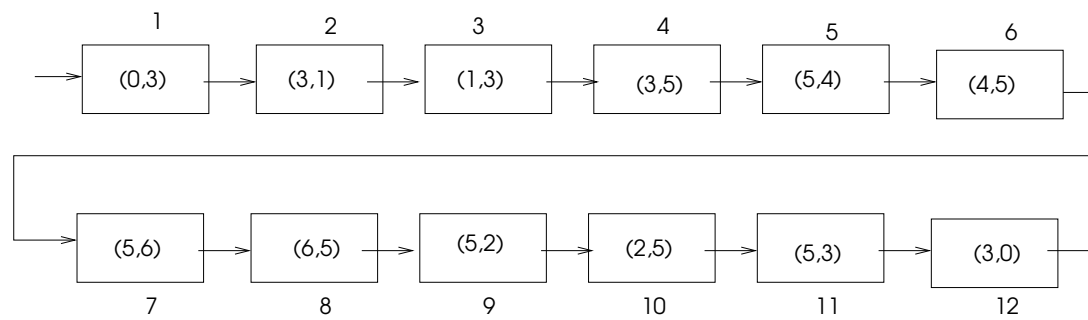 1 2 3 4 5 6
(0,3) (3,1) (1,3) (3,5) (5,4) (4,5)
(5,6) (6,5) (5,2) (2,5) (5,3) (3,0)
7 8 9 10 11 12